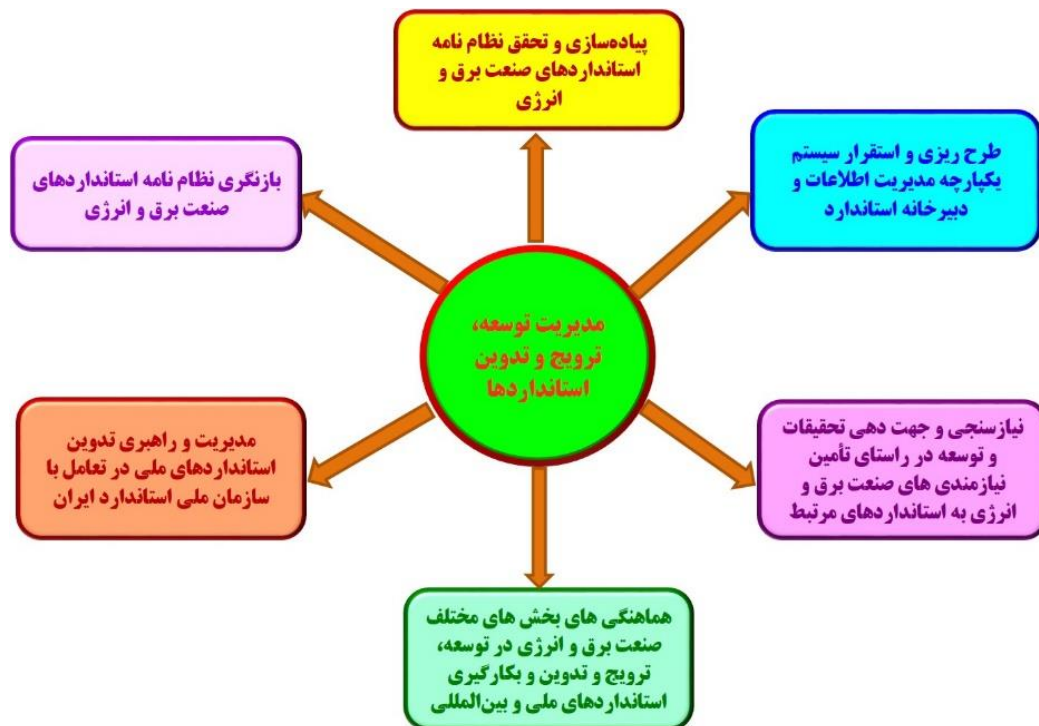 پیاده‌سازی و تحقق نظام نامه
استانداردهای صنعت برق و
انرژی
طرح ریزی و استقرار سیستم
یکپارچه مدیریت اطلاعات و
دبیرخانه استاندارد
بازنگری نظام نامه استانداردهای
صنعت برق و انرژی
مدیریت توسعه،
ترویج و تدوین
استانداردها
نیازسنجی و جهت دهی تحقیقات
و توسعه در راستای تأمین
نیازمندی های صنعت برق و
انرژی به استانداردهای مرتبط
مدیریت و راهبری تدوین
استانداردهای ملی در تعامل با
سازمان ملی استاندارد ایران
هماهنگی های بخش های مختلف
صنعت برق و انرژی در توسعه،
ترویج و تدوین و بکارگیری
استانداردهای ملی و بین‌المللی